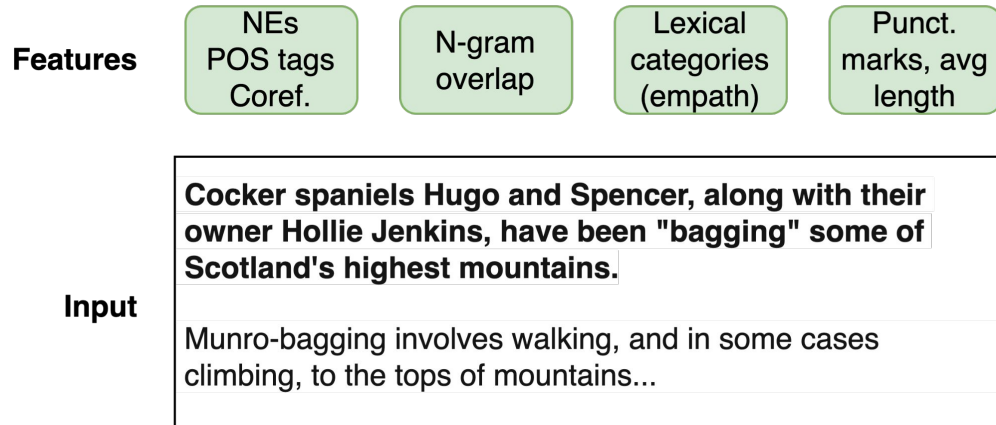 Features
NEs
POS tags
Coref.
N-gram
overlap
Lexical
categories
(empath)
Punct.
marks, avg
length
Input
Cocker spaniels Hugo and Spencer, along with their
owner Hollie Jenkins, have been "bagging" some of
Scotland's highest mountains.
Munro-bagging involves walking, and in some cases
climbing, to the tops of mountains...